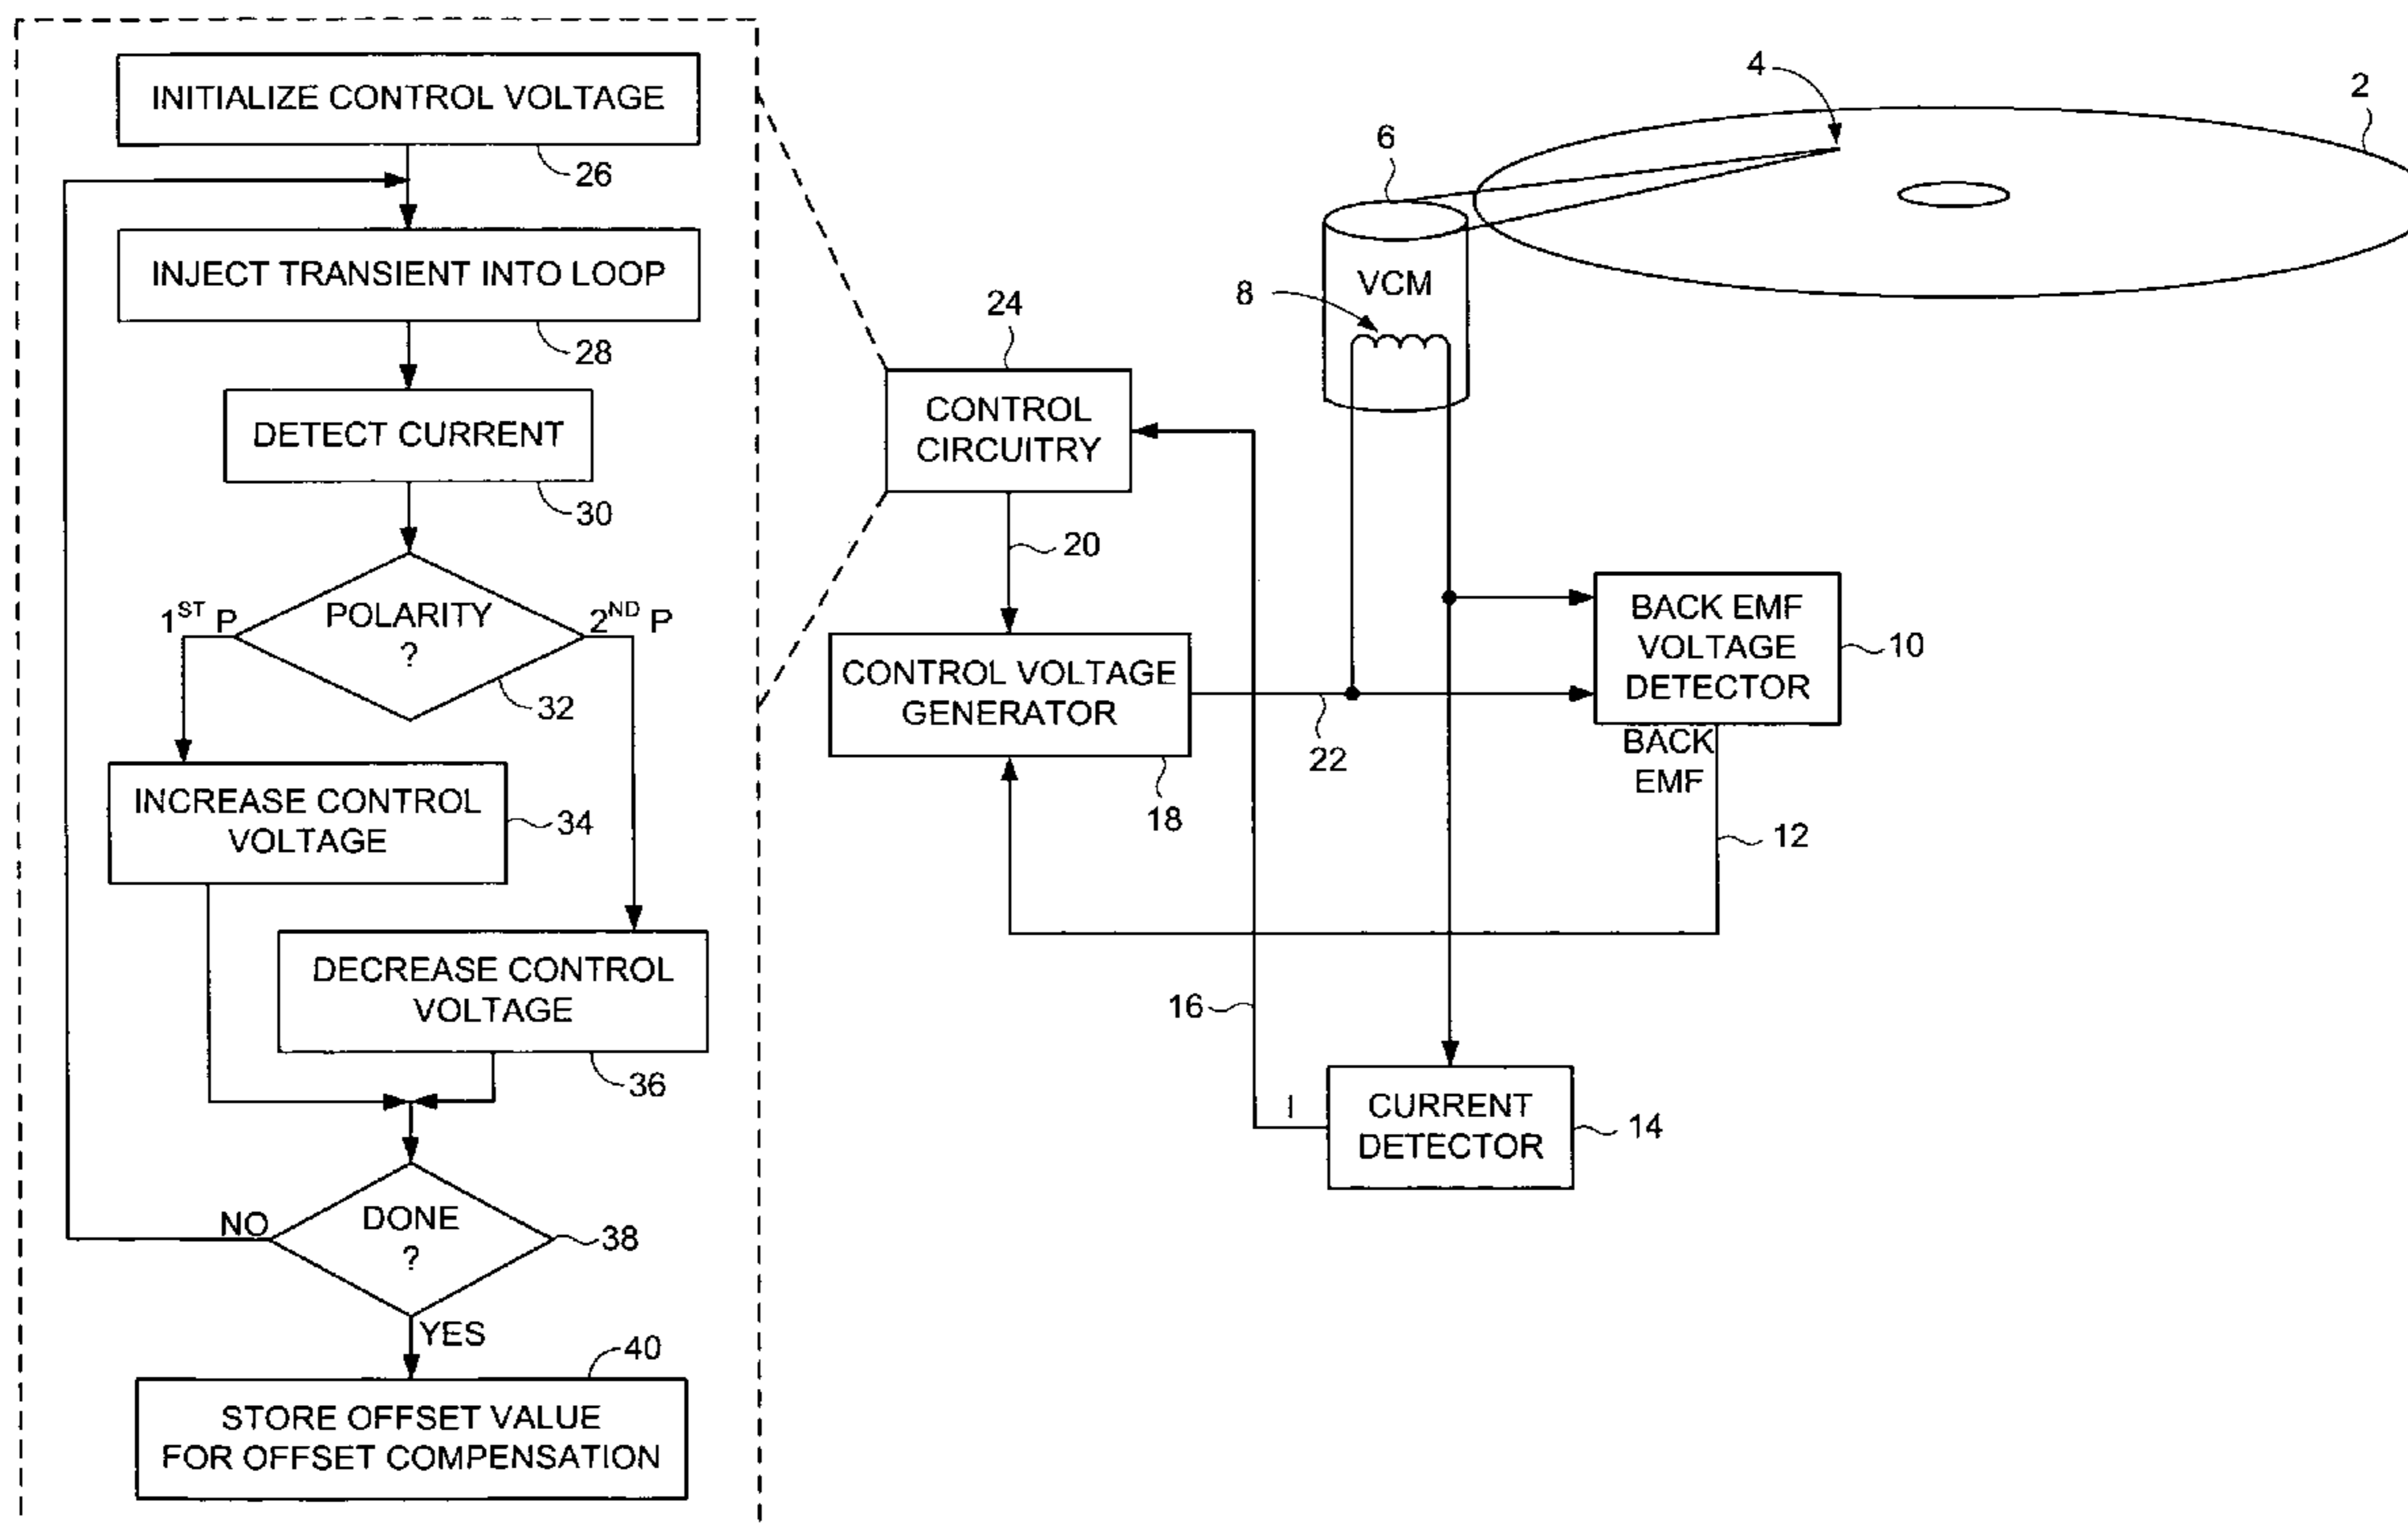 INITIALIZE CONTROL VOLTAGE
26
INJECT TRANSIENT INTO LOOP
28
DETECT CURRENT
30
1ST P
POLARITY
?
2ND P
32
INCREASE CONTROL
VOLTAGE
34
DECREASE CONTROL
VOLTAGE
36
NO
DONE
?
38
YES
40
STORE OFFSET VALUE
FOR OFFSET COMPENSATION
4
2
6
VCM
8
24
CONTROL
CIRCUITRY
20
CONTROL VOLTAGE
GENERATOR
18
22
BACK EMF
VOLTAGE
DETECTOR
10
BACK
EMF
12
16
I
CURRENT
DETECTOR
14